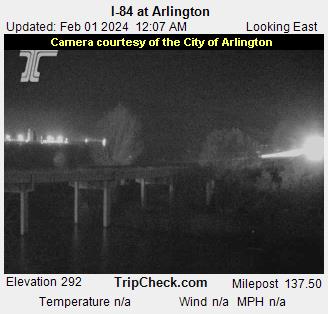 I-84 at Arlington
Updated: Feb 01 2024 12:07 AM Looking East
Camera courtesy of the City of Arlington
Elevation 292 TripCheck.com Milepost 137.50
Temperature n/a Wind n/a MPH n/a